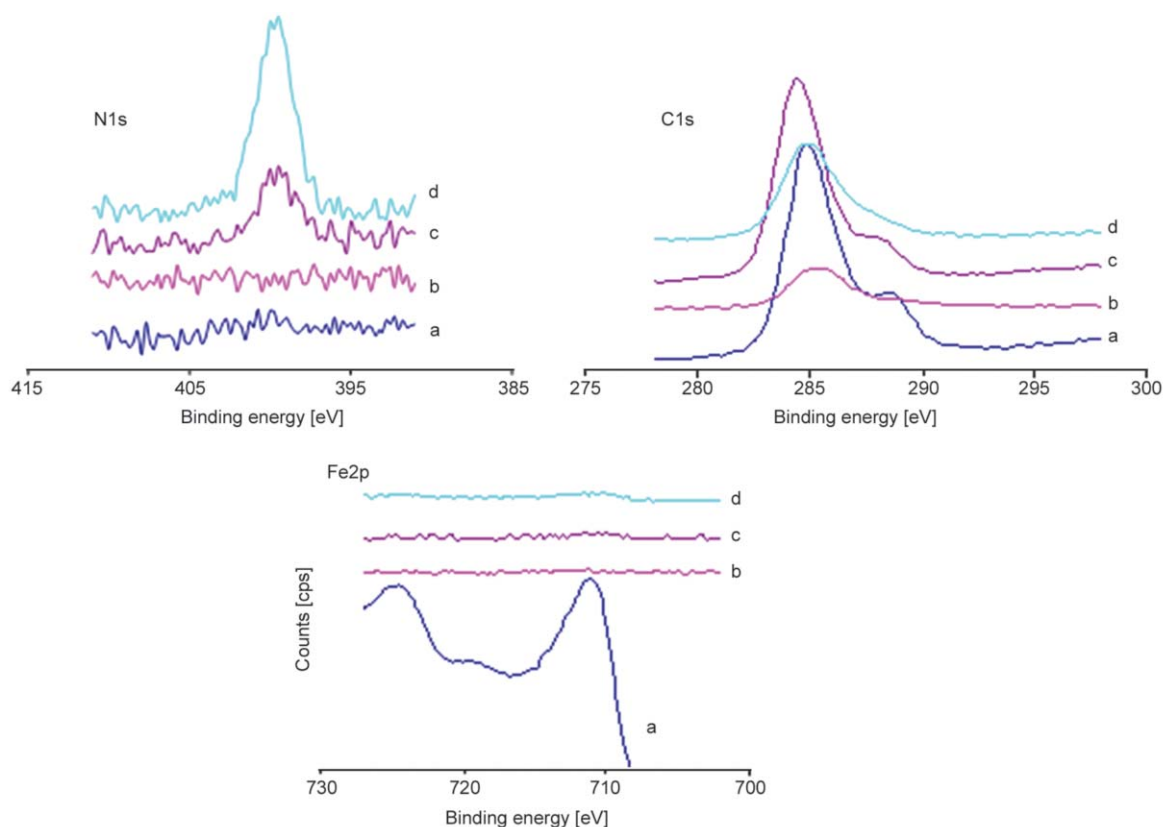 N1s
d
c
b
a
415 405 395 385
Binding energy [eV]
C1s
d
c
b
a
275 280 285 290 295 300
Binding energy [eV]
Fe2p
d
c
b
a
Counts [cps]
730 720 710 700
Binding energy [eV]